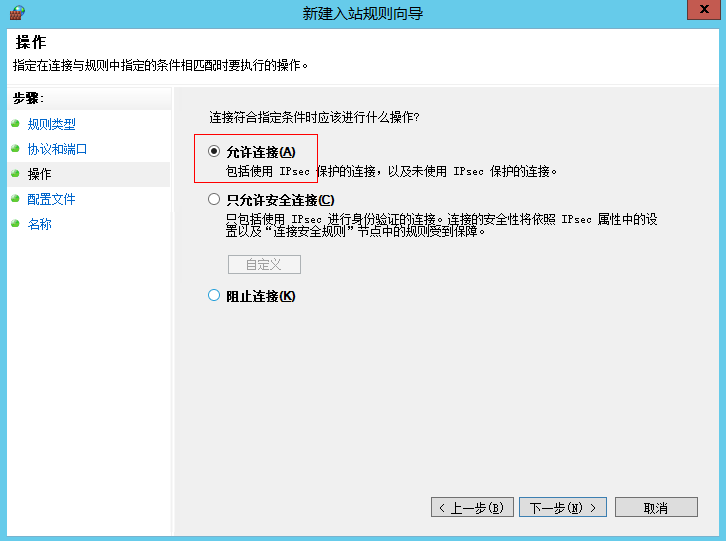 新建入站规则向导
x
操作
指定在连接与规则中指定的条件相匹配时要执行的操作。
步骤:
规则类型
协议和端口
操作
配置文件
名称
连接符合指定条件时应该进行什么操作?
允许连接(A)
包括使用 IPsec 保护的连接，以及未使用 IPsec 保护的连接。
只允许安全连接(C)
只包括使用 IPsec 进行身份验证的连接。连接的安全性将依照 IPsec 属性中的设
置以及“连接安全规则”节点中的规则受到保障。
自定义
阻止连接(K)
< 上一步(B) 下一步(N) > 取消